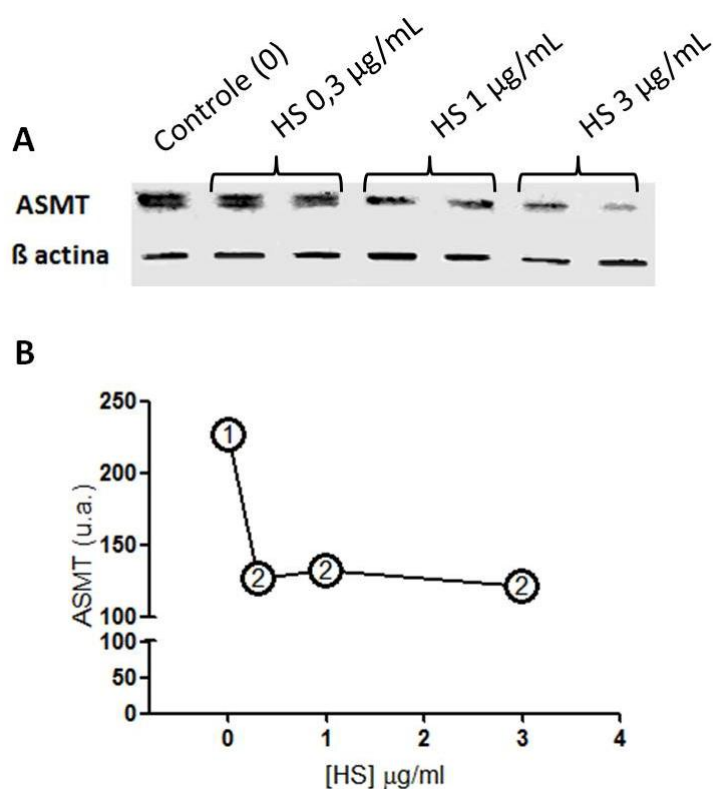 Controle (0)
HS 0,3 µg/mL
HS 1 µg/mL
HS 3 µg/mL
A
ASMT
ß actina
B
250
200
150
100
100
50
0
ASMT (u.a.)
1
2
2
2
0
1
2
3
4
[HS] µg/ml